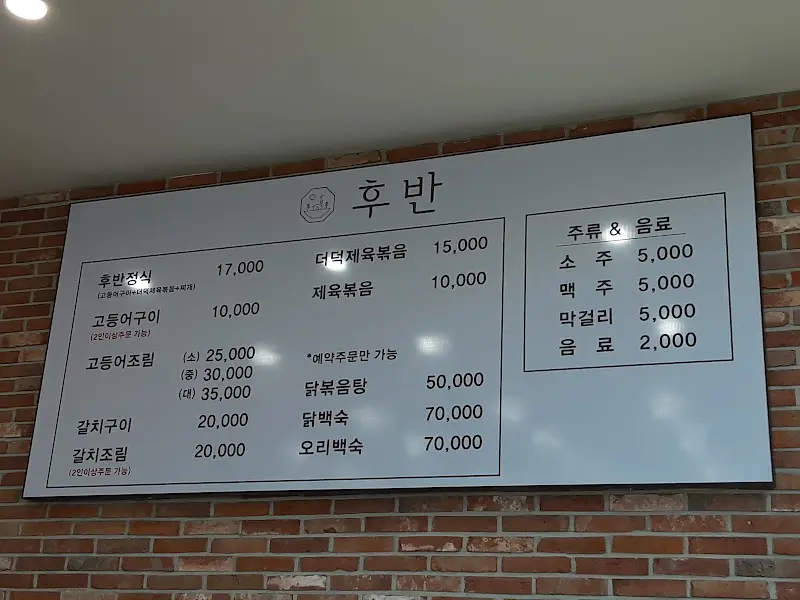 후반
후반정식 17,000
(고등어구이+더덕제육볶음+찌개)
고등어구이 10,000
(2인이상주문 가능)
고등어조림 (소) 25,000
(중) 30,000
(대) 35,000
갈치구이 20,000
갈치조림 20,000
(2인이상주문 가능)
더덕제육볶음 15,000
제육볶음 10,000
*예약주문만 가능
닭볶음탕 50,000
닭백숙 70,000
오리백숙 70,000
주류 & 음료
소 주 5,000
맥 주 5,000
막걸리 5,000
음 료 2,000